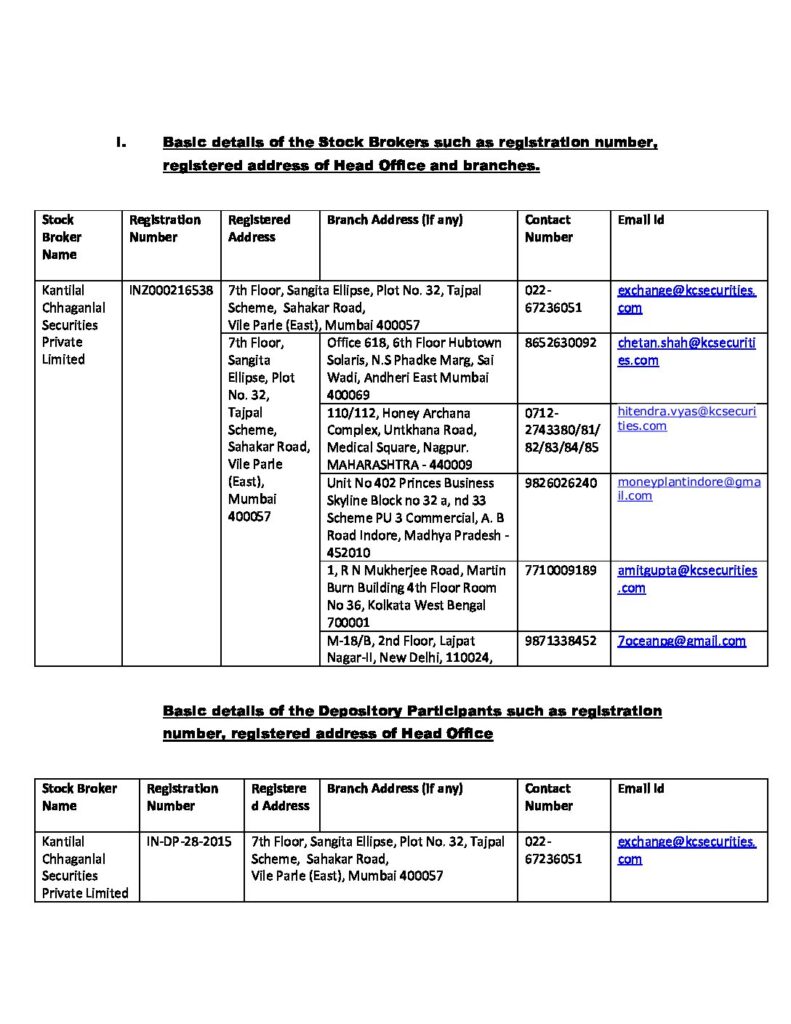 I. Basic details of the Stock Brokers such as registration number,
registered address of Head Office and branches.
Stock
Broker
Name
Registration
Number
Registered
Address
Branch Address (if any)
Contact
Number
Email Id
Kantilal
Chhaganlal
Securities
Private
Limited
INZ000216538
7th Floor, Sangita Ellipse, Plot No. 32, Tajpal
Scheme, Sahakar Road,
Vile Parle (East), Mumbai 400057
022-
67236051
exchange@kcsecurities.
com
7th Floor,
Sangita
Ellipse, Plot
No. 32,
Tajpal
Scheme,
Sahakar Road,
Vile Parle
(East),
Mumbai
400057
Office 618, 6th Floor Hubtown
Solaris, N.S Phadke Marg, Sai
Wadi, Andheri East Mumbai
400069
8652630092
chetan.shah@kcsecuriti
es.com
110/112, Honey Archana
Complex, Untkhana Road,
Medical Square, Nagpur.
MAHARASHTRA - 440009
0712-
2743380/81/
82/83/84/85
hitendra.vyas@kcsecuri
ties.com
Unit No 402 Princes Business
Skyline Block no 32 a, nd 33
Scheme PU 3 Commercial, A. B
Road Indore, Madhya Pradesh -
452010
9826026240
moneyplantindore@gma
il.com
1, R N Mukherjee Road, Martin
Burn Building 4th Floor Room
No 36, Kolkata West Bengal
700001
7710009189
amitgupta@kcsecurities
.com
M-18/B, 2nd Floor, Lajpat
Nagar-II, New Delhi, 110024,
9871338452
7oceanpg@gmail.com
Basic details of the Depository Participants such as registration
number, registered address of Head Office
Stock Broker
Name
Registration
Number
Registere
d Address
Branch Address (if any)
Contact
Number
Email Id
Kantilal
Chhaganlal
Securities
Private Limited
IN-DP-28-2015
7th Floor, Sangita Ellipse, Plot No. 32, Tajpal
Scheme, Sahakar Road,
Vile Parle (East), Mumbai 400057
022-
67236051
exchange@kcsecurities.
com